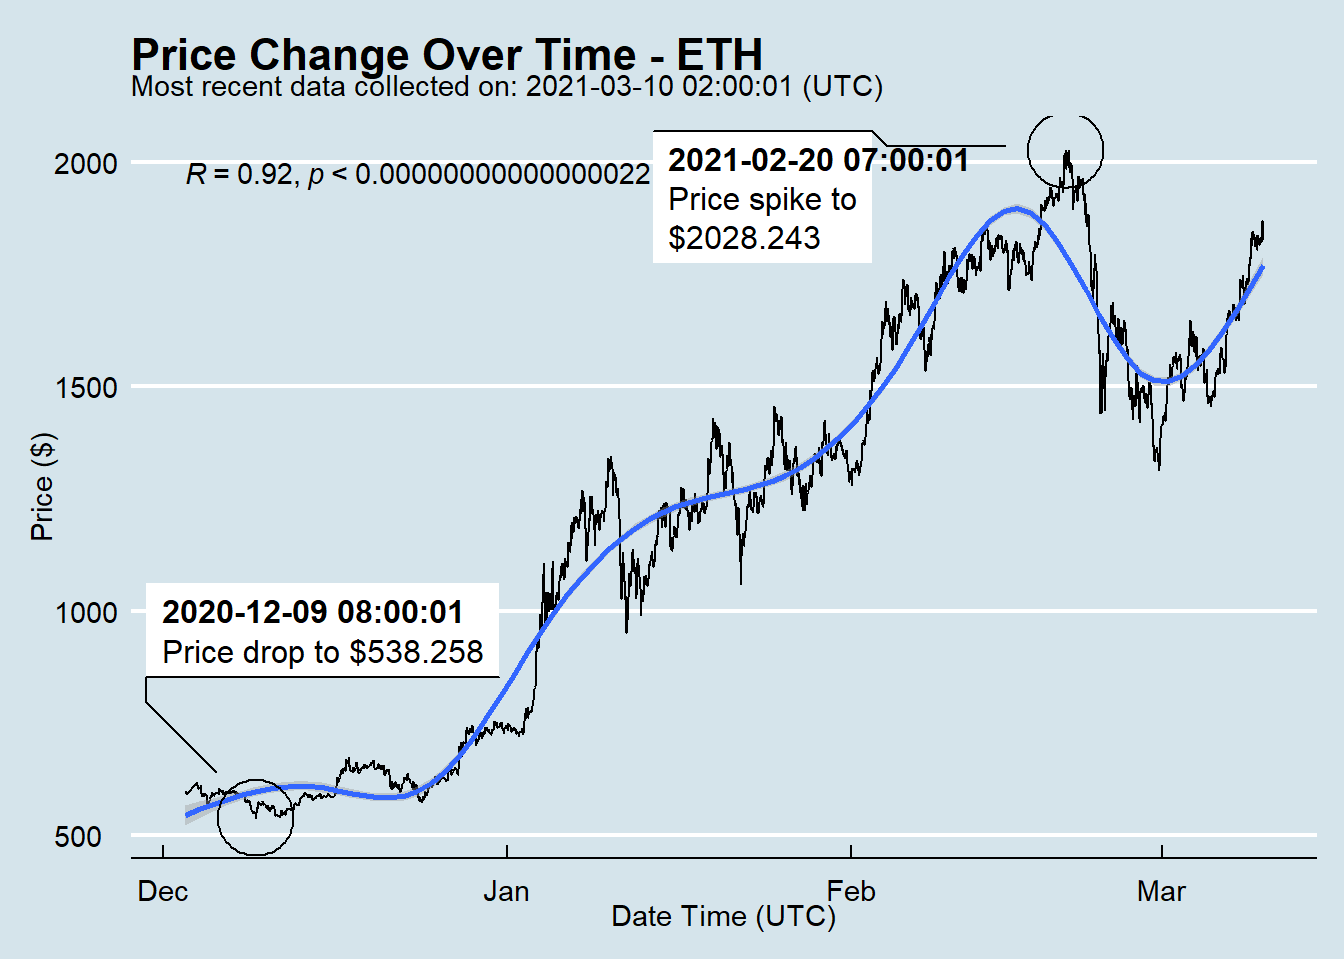 Price Change Over Time - ETH
Most recent data collected on: 2021-03-10 02:00:01 (UTC)
R = 0.92, p < 0.00000000000000022
2021-02-20 07:00:01
Price spike to
$2028.243
2020-12-09 08:00:01
Price drop to $538.258
Price ($)
2000
1500
1000
500
Dec Jan Feb Mar
Date Time (UTC)